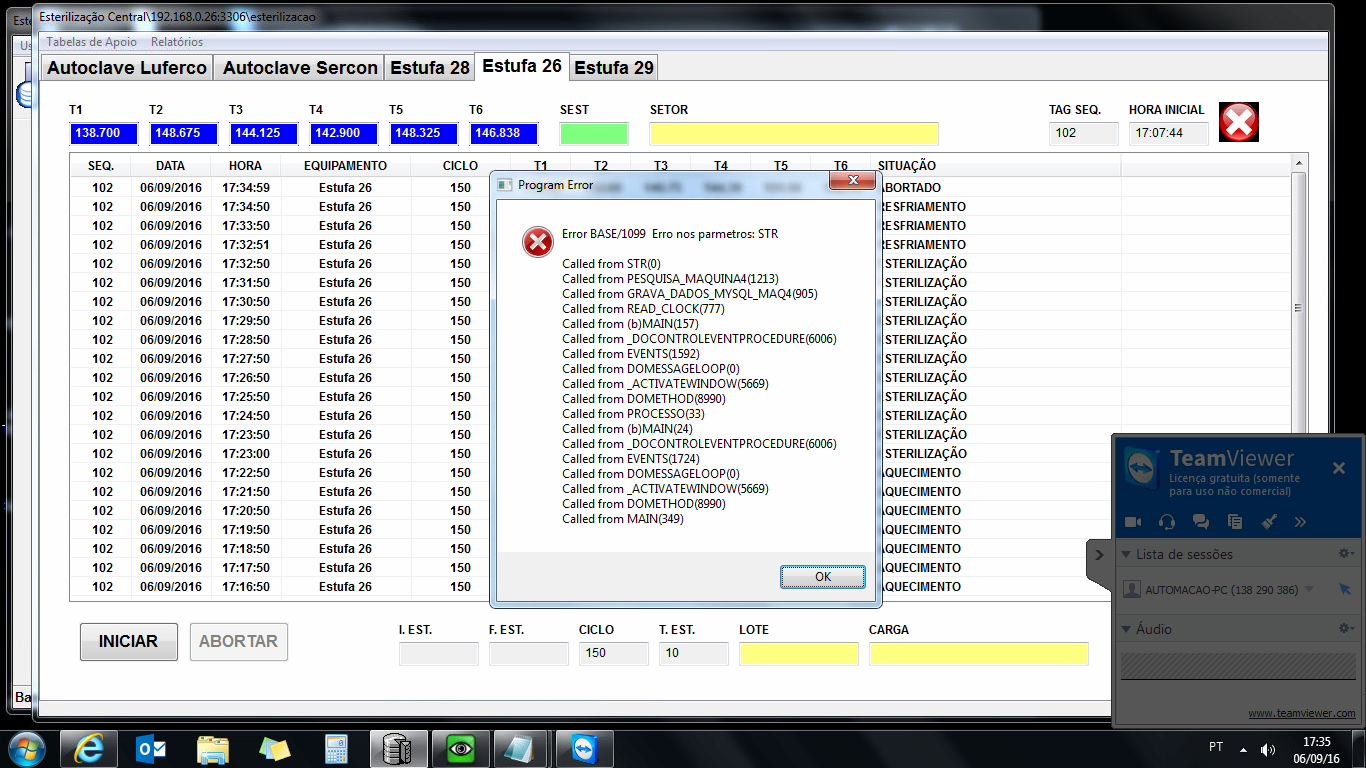 Este
Esterilização Central\192.168.0.26:3306\esterilizacao
Us
Tabelas de Apoio Relatórios
Autoclave Luferco Autoclave Sercon Estufa 28 Estufa 26 Estufa 29
T1 T2 T3 T4 T5 T6 SEST SETOR TAG SEQ. HORA INICIAL
138.700 148.675 144.125 142.900 148.325 146.838 102 17:07:44
SEQ. DATA HORA EQUIPAMENTO CICLO T1 T2 T3 T4 T5 T6 SITUAÇÃO
102 06/09/2016 17:34:59 Estufa 26 150 ABORTADO
102 06/09/2016 17:34:50 Estufa 26 150 RESFRIAMENTO
102 06/09/2016 17:33:50 Estufa 26 150 RESFRIAMENTO
102 06/09/2016 17:32:51 Estufa 26 150 RESFRIAMENTO
102 06/09/2016 17:32:50 Estufa 26 150 ESTERILIZAÇÃO
102 06/09/2016 17:31:50 Estufa 26 150 ESTERILIZAÇÃO
102 06/09/2016 17:30:50 Estufa 26 150 ESTERILIZAÇÃO
102 06/09/2016 17:29:50 Estufa 26 150 ESTERILIZAÇÃO
102 06/09/2016 17:28:50 Estufa 26 150 ESTERILIZAÇÃO
102 06/09/2016 17:27:50 Estufa 26 150 ESTERILIZAÇÃO
102 06/09/2016 17:26:50 Estufa 26 150 ESTERILIZAÇÃO
102 06/09/2016 17:25:50 Estufa 26 150 ESTERILIZAÇÃO
102 06/09/2016 17:24:50 Estufa 26 150 ESTERILIZAÇÃO
102 06/09/2016 17:23:50 Estufa 26 150 ESTERILIZAÇÃO
102 06/09/2016 17:23:00 Estufa 26 150 ESTERILIZAÇÃO
102 06/09/2016 17:22:50 Estufa 26 150 AQUECIMENTO
102 06/09/2016 17:21:50 Estufa 26 150 AQUECIMENTO
102 06/09/2016 17:20:50 Estufa 26 150 AQUECIMENTO
102 06/09/2016 17:19:50 Estufa 26 150 AQUECIMENTO
102 06/09/2016 17:18:50 Estufa 26 150 AQUECIMENTO
102 06/09/2016 17:17:50 Estufa 26 150 AQUECIMENTO
102 06/09/2016 17:16:50 Estufa 26 150 AQUECIMENTO
Program Error
Error BASE/1099 Erro nos parmetros: STR
Called from STR(0)
Called from PESQUISA_MAQUINA4(1213)
Called from GRAVA_DADOS_MYSQL_MAQ4(905)
Called from READ_CLOCK(777)
Called from (b)MAIN(157)
Called from _DOCONTROLEVENTPROCEDURE(6006)
Called from EVENTS(1592)
Called from DOMESSAGELOOP(0)
Called from _ACTIVATEWINDOW(5669)
Called from DOMETHOD(8990)
Called from PROCESSO(33)
Called from (b)MAIN(24)
Called from _DOCONTROLEVENTPROCEDURE(6006)
Called from EVENTS(1724)
Called from DOMESSAGELOOP(0)
Called from _ACTIVATEWINDOW(5669)
Called from DOMETHOD(8990)
Called from MAIN(349)
OK
INICIAR ABORTAR
I. EST. F. EST. CICLO T. EST. LOTE CARGA
150 10
Ba
TeamViewer
Licença gratuita (somente
para uso não comercial)
Lista de sessões
AUTOMACAO-PC (138 290 386)
Áudio
www.teamviewer.com
PT
17:35
06/09/16